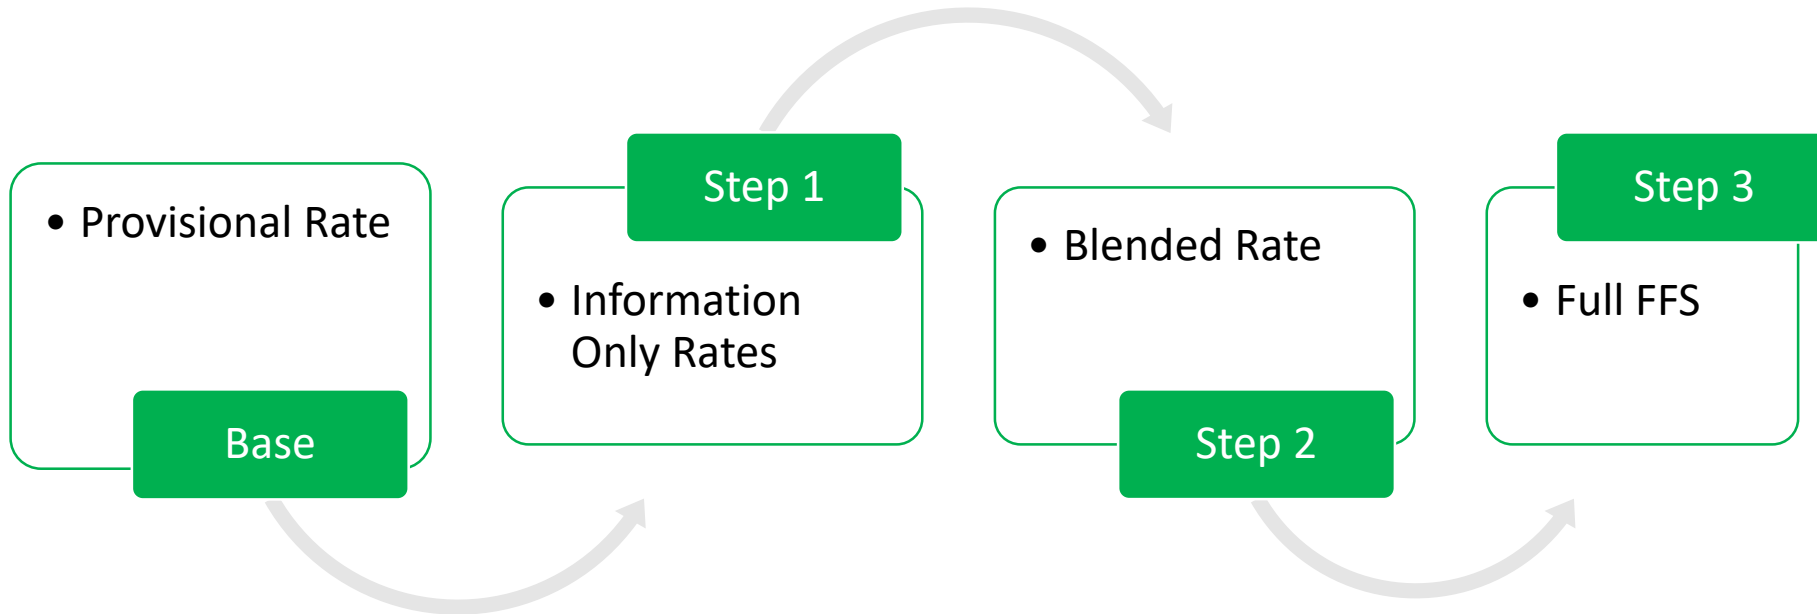 • Provisional Rate
Base
Step 1
• Information
Only Rates
• Blended Rate
Step 2
Step 3
• Full FFS